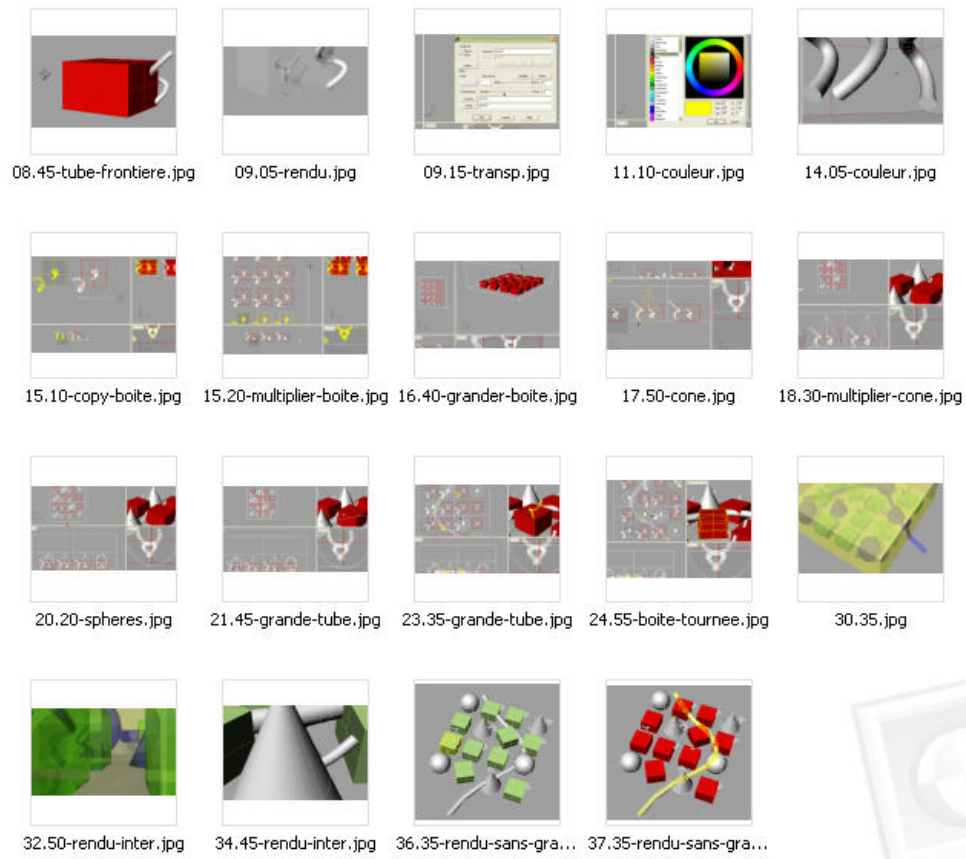 08.45-tube-frontiere.jpg 09.05-rendu.jpg 09.15-transp.jpg 11.10-couleur.jpg 14.05-couleur.jpg
15.10-copy-boite.jpg 15.20-multiplier-boite.jpg 16.40-grander-boite.jpg 17.50-cone.jpg 18.30-multiplier-cone.jpg
20.20-spheres.jpg 21.45-grande-tube.jpg 23.35-grande-tube.jpg 24.55-boite-tournee.jpg 30.35.jpg
32.50-rendu-inter.jpg 34.45-rendu-inter.jpg 36.35-rendu-sans-gra... 37.35-rendu-sans-gra...